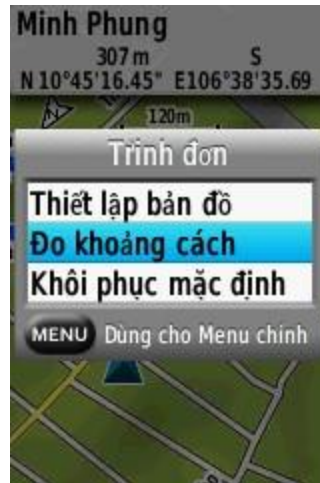 Minh Phung
307 m S
N 10°45'16.45" E106°38'35.69
120m
Trình đơn
Thiết lập bản đồ
Đo khoảng cách
Khôi phục mặc định
MENU Dùng cho Menu chinh